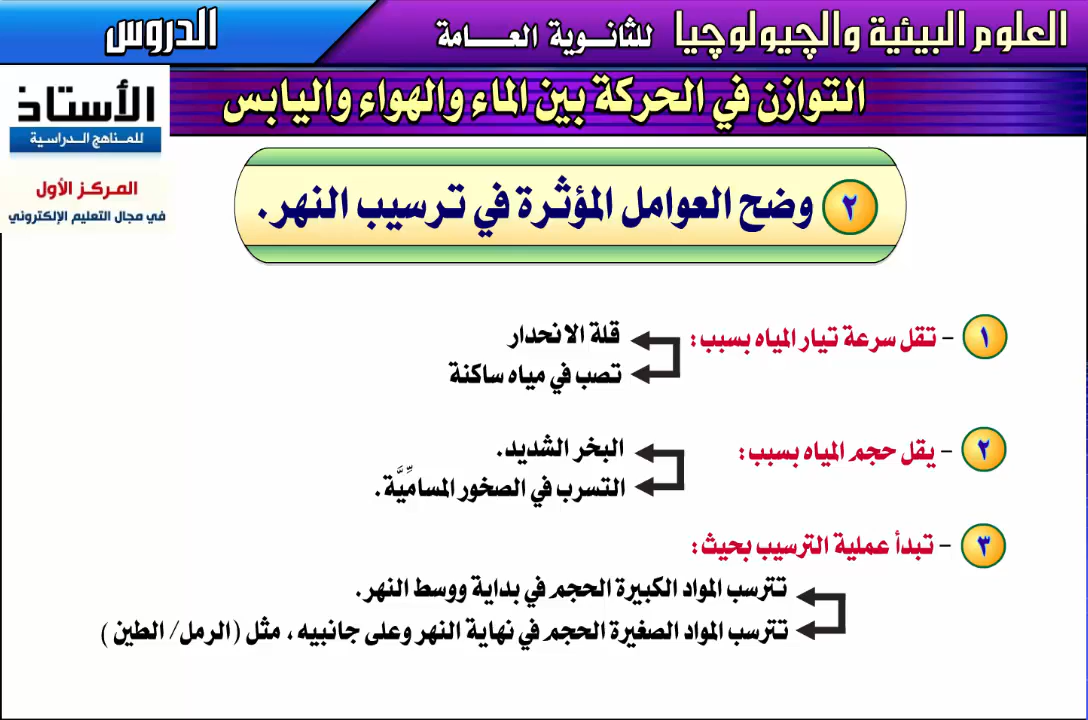 العلوم البيئية والچيولوچيا للثانوية العامة
الدروس
التوازن في الحركة بين الماء والهواء واليابس
الأستاذ
للمناهج الدراسية
المركز الأول
في مجال التعليم الإلكتروني
٢ وضح العوامل المؤثرة في ترسيب النهر.
١ - تقل سرعة تيار المياه بسبب:
قلة الانحدار
تصب في مياه ساكنة
٢ - يقل حجم المياه بسبب:
البخر الشديد.
التسرب في الصخور المسامِّيَّة.
٣ - تبدأ عملية الترسيب بحيث:
تترسب المواد الكبيرة الحجم في بداية ووسط النهر.
تترسب المواد الصغيرة الحجم في نهاية النهر وعلى جانبيه، مثل (الرمل/ الطين)